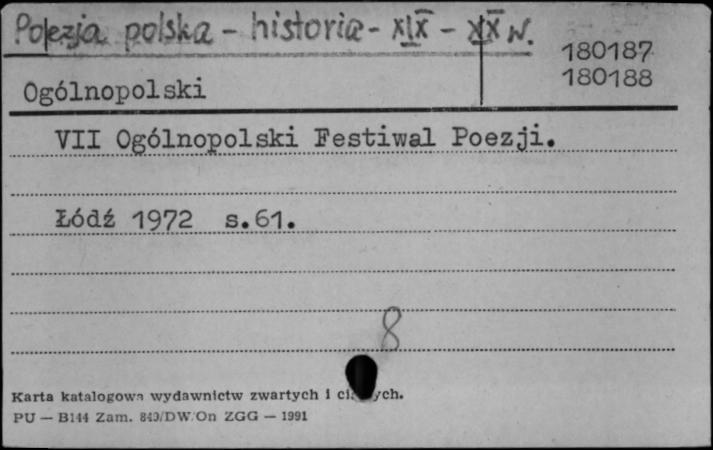 Poezja polska - historia - XIX - XX w.
180187
180188
Ogólnopolski
VII Ogólnopolski Festiwal Poezji.
Łódź 1972 s.61.
8
Karta katalogowa wydawnictw zwartych i
PU — B144 Zam. 849/DW/On ZGG — 1991